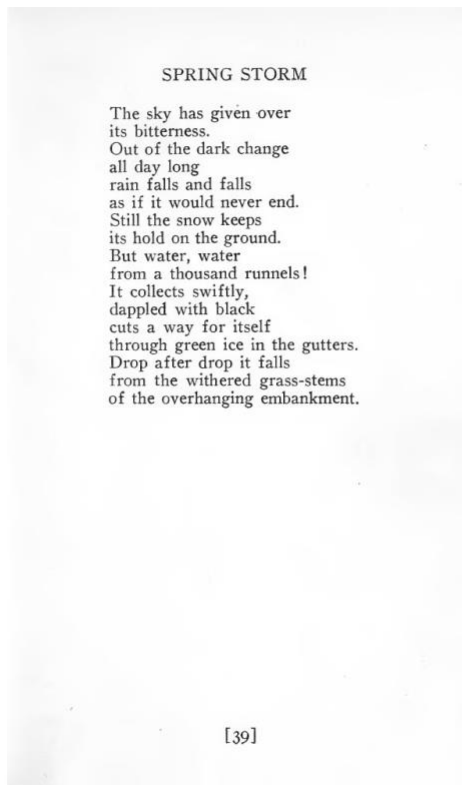 SPRING STORM
The sky has given over
its bitterness.
Out of the dark change
all day long
rain falls and falls
as if it would never end.
Still the snow keeps
its hold on the ground.
But water, water
from a thousand runnels!
It collects swiftly,
dappled with black
cuts a way for itself
through green ice in the gutters.
Drop after drop it falls
from the withered grass-stems
of the overhanging embankment.
[39]